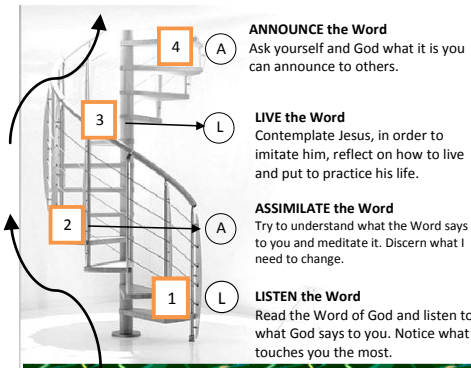 4
A
ANNOUNCE the Word
Ask yourself and God what it is you
can announce to others.
3
L
LIVE the Word
Contemplate Jesus, in order to
imitate him, reflect on how to live
and put to practice his life.
2
A
ASSIMILATE the Word
Try to understand what the Word says
to you and meditate it. Discern what I
need to change.
1
L
LISTEN the Word
Read the Word of God and listen to
what God says to you. Notice what
touches you the most.